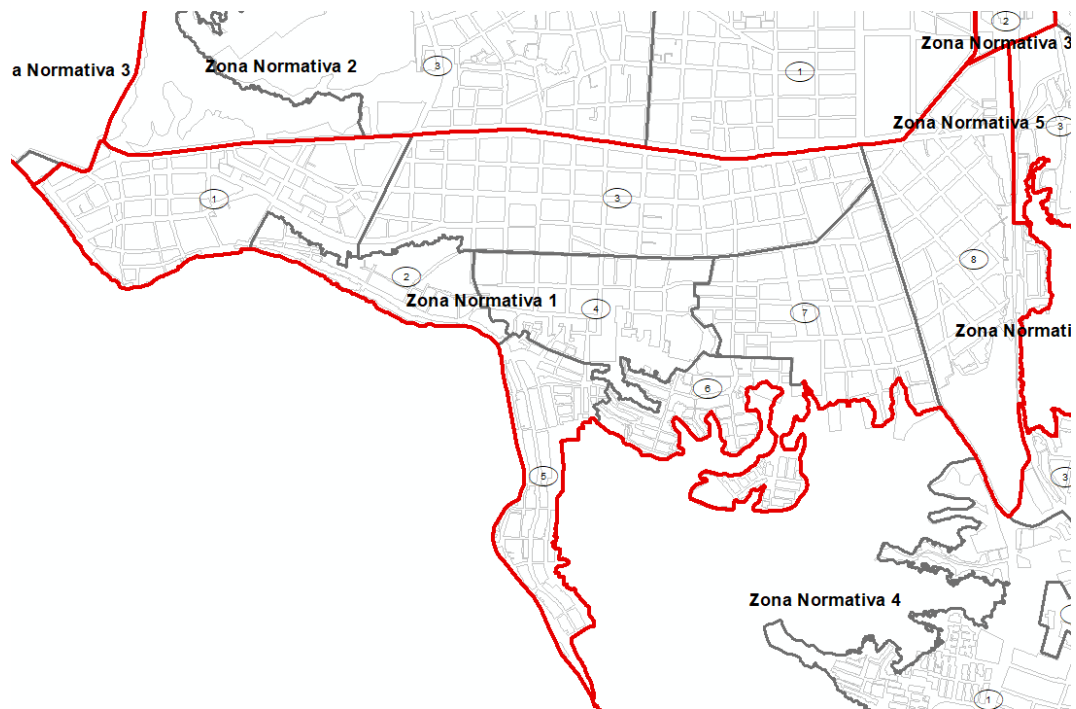 2
Zona Normativa 3
Zona Normativa 2
3
a Normativa 3
1
Zona Normativa 5
3
1
3
8
2
Zona Normativa 1
4
7
Zona Normati
6
5
3
Zona Normativa 4
1